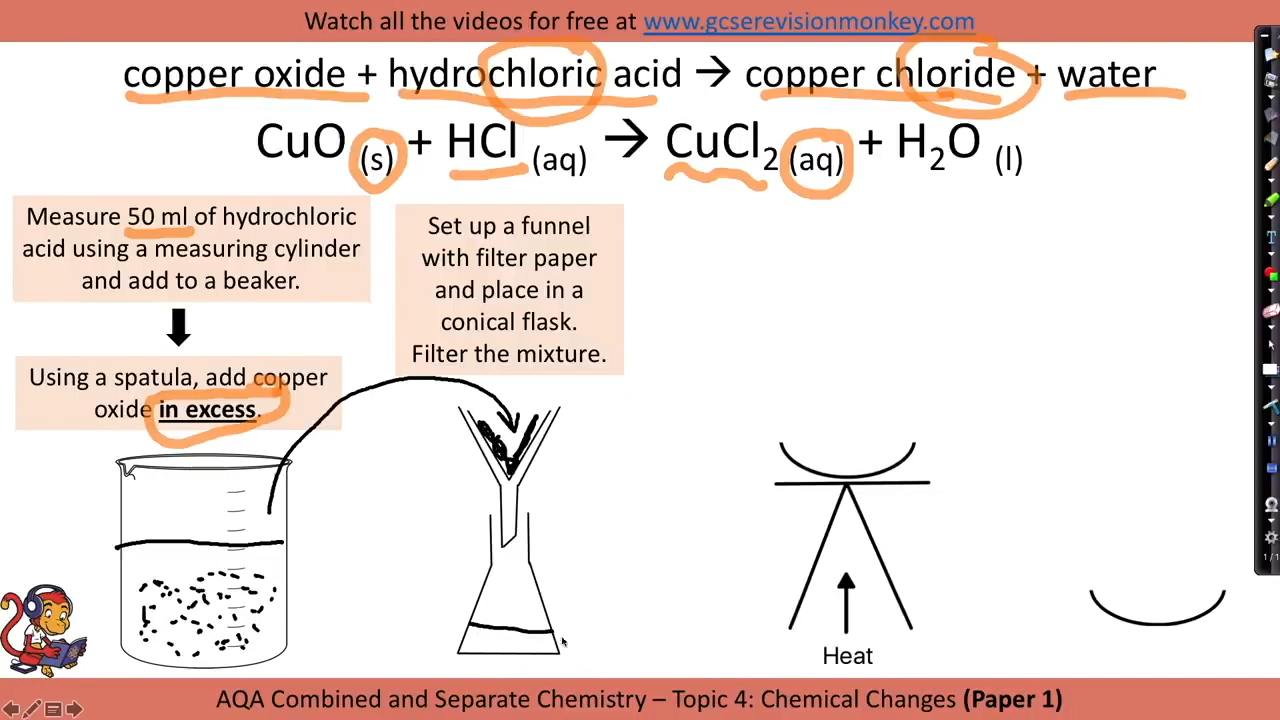 Watch all the videos for free at www.gcserevisionmonkey.com
copper oxide + hydrochloric acid → copper chloride + water
CuO (s) + HCl (aq) → CuCl₂ (aq) + H₂O (l)
Measure 50 ml of hydrochloric
acid using a measuring cylinder
and add to a beaker.
Using a spatula, add copper
oxide in excess.
Set up a funnel
with filter paper
and place in a
conical flask.
Filter the mixture.
Heat
1/1
AQA Combined and Separate Chemistry – Topic 4: Chemical Changes (Paper 1)